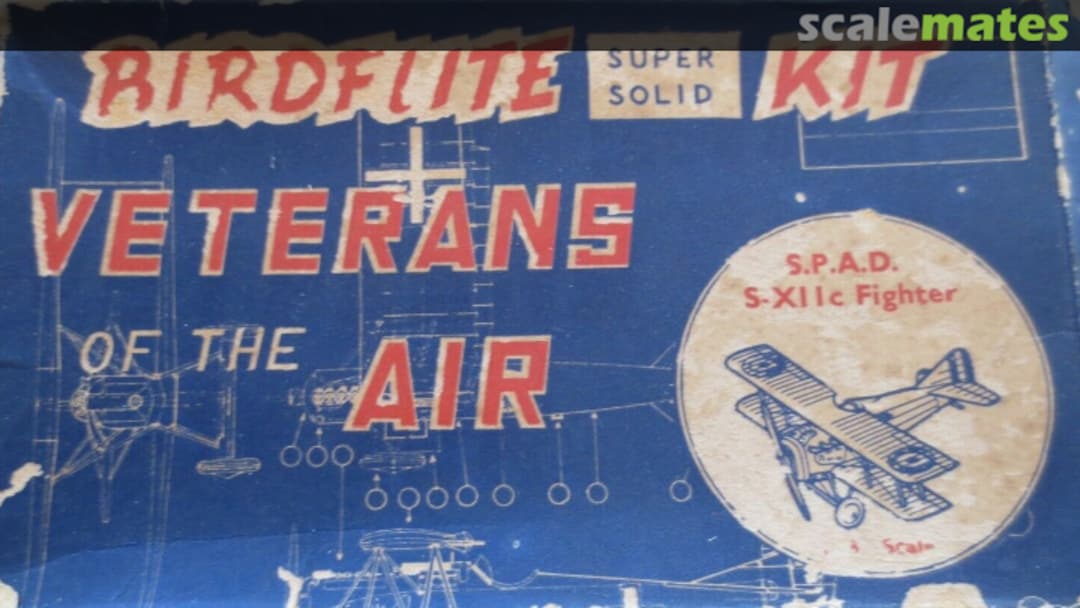 scalemates
BIRDFLITE SUPER SOLID KIT
VETERANS
OF THE AIR
S.P.A.D.
S-XIIc Fighter
Scale